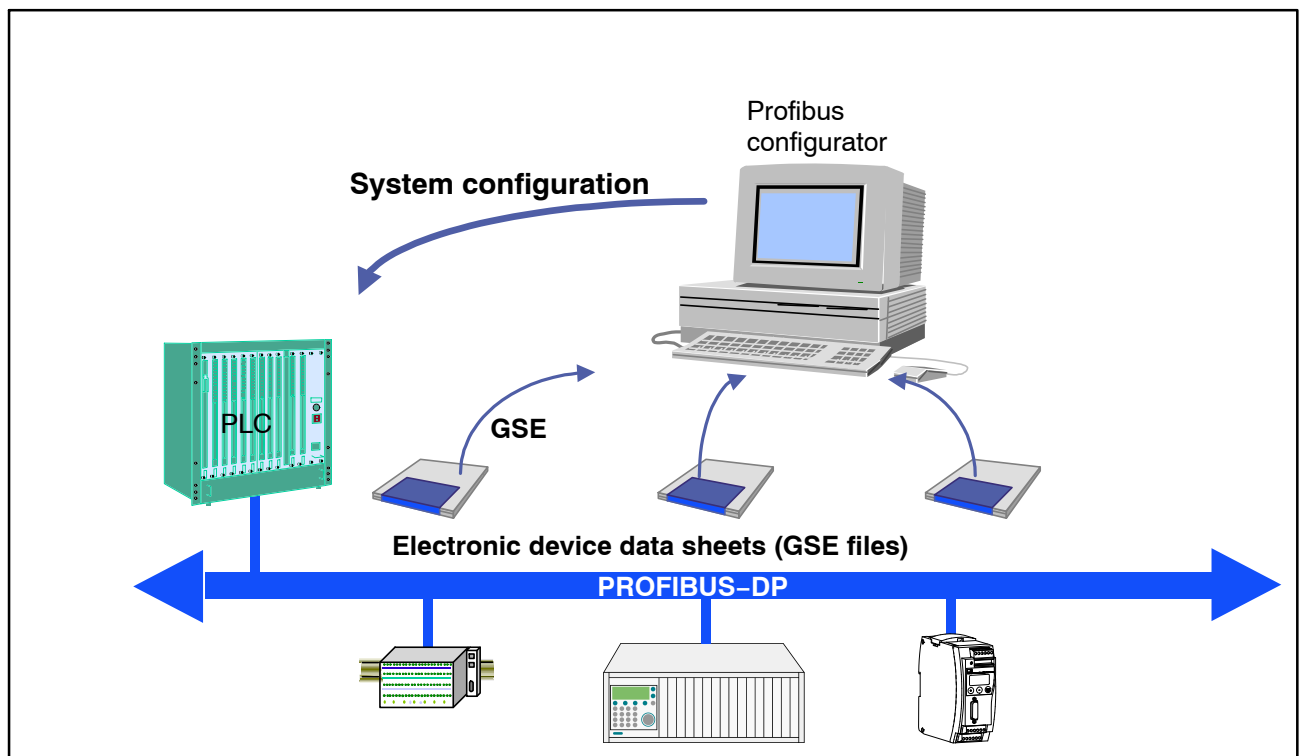 Profibus
configurator
System configuration
PLC
GSE
Electronic device data sheets (GSE files)
PROFIBUS−DP